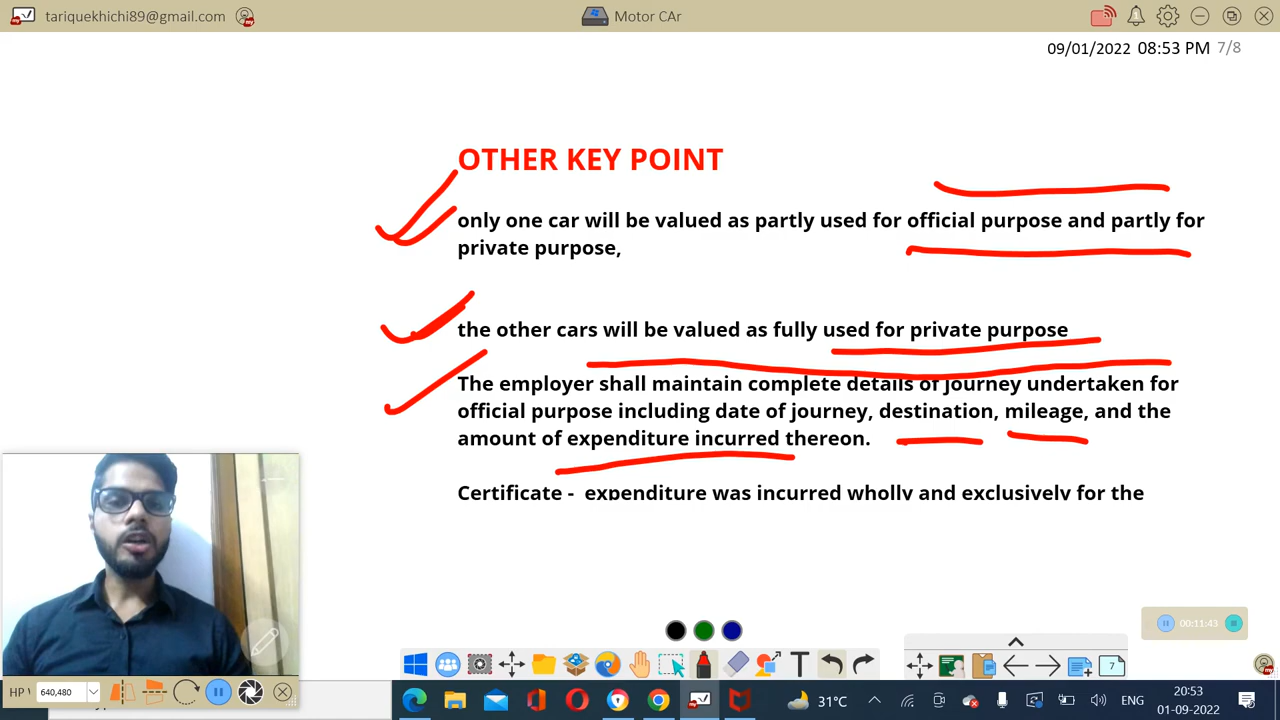 tariquekhichi89@gmail.com
Motor CAr
09/01/2022 08:53 PM 7/8
OTHER KEY POINT
only one car will be valued as partly used for official purpose and partly for
private purpose,
the other cars will be valued as fully used for private purpose
The employer shall maintain complete details of journey undertaken for
official purpose including date of journey, destination, mileage, and the
amount of expenditure incurred thereon.
Certificate - expenditure was incurred wholly and exclusively for the
00:11:43
7
HP
640,480
31°C
ENG
20:53
01-09-2022